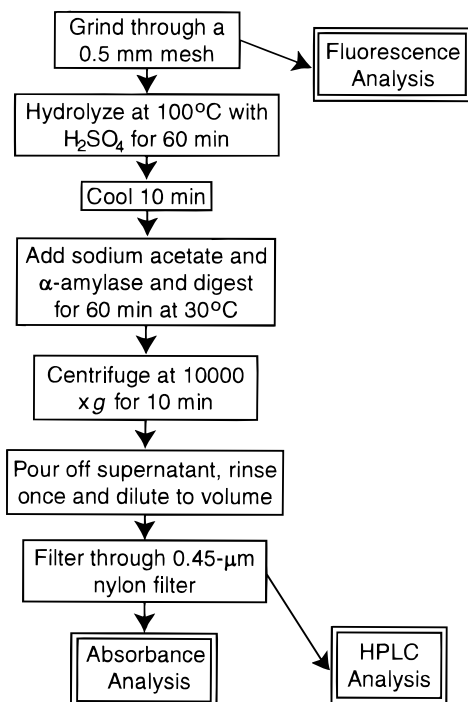 Grind through a
0.5 mm mesh
Fluorescence
Analysis
Hydrolyze at 100°C with
H₂SO₄ for 60 min
Cool 10 min
Add sodium acetate and
α-amylase and digest
for 60 min at 30°C
Centrifuge at 10000
x g for 10 min
Pour off supernatant, rinse
once and dilute to volume
Filter through 0.45-µm
nylon filter
Absorbance
Analysis
HPLC
Analysis